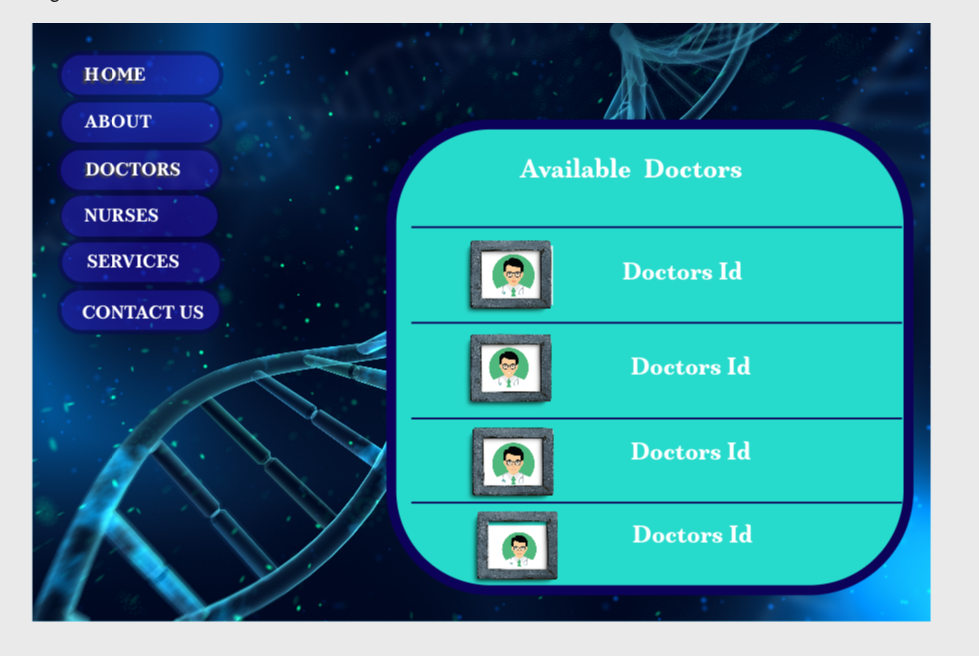 HOME
ABOUT
DOCTORS
NURSES
SERVICES
CONTACT US
Available Doctors
Doctors Id
Doctors Id
Doctors Id
Doctors Id